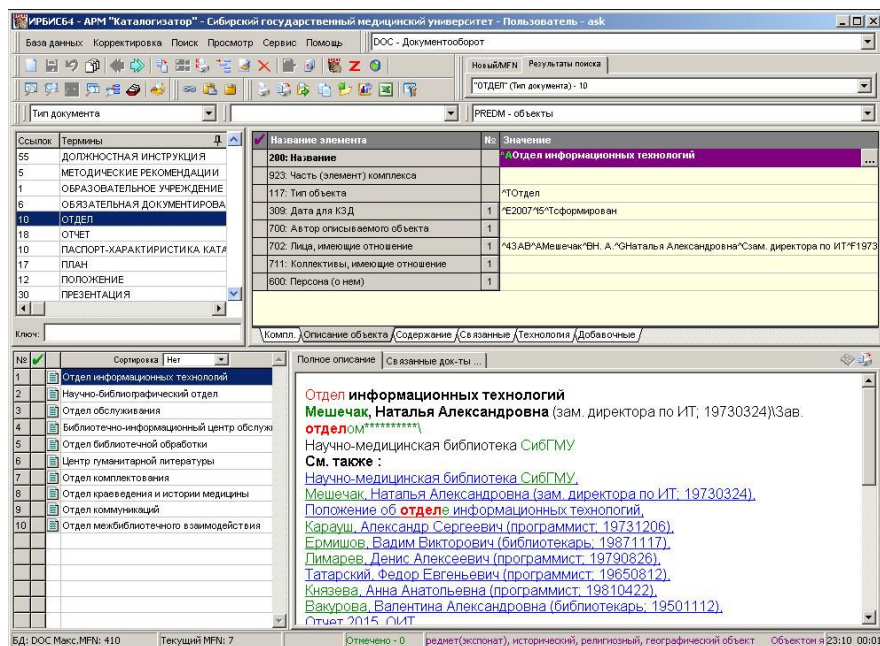 ИРБИС64 - АРМ "Каталогизатор" - Сибирский государственный медицинский университет - Пользователь - ask
База данных Корректировка Поиск Просмотр Сервис Помощь DOC - Документооборот
Новый/MFN Результаты поиска
"ОТДЕЛ" (Тип документа) - 10
Тип документа PREDM - объекты
Ссылок Термины
55 ДОЛЖНОСТНАЯ ИНСТРУКЦИЯ
5 МЕТОДИЧЕСКИЕ РЕКОМЕНДАЦИИ
1 ОБРАЗОВАТЕЛЬНОЕ УЧРЕЖДЕНИЕ
6 ОБЯЗАТЕЛЬНАЯ ДОКУМЕНТИРОВА
10 ОТДЕЛ
18 ОТЧЕТ
10 ПАСПОРТ-ХАРАКТИРИСТИКА КАТА
17 ПЛАН
12 ПОЛОЖЕНИЕ
30 ПРЕЗЕНТАЦИЯ
Ключ:
Название элемента № Значение
200: Название ^AОтдел информационных технологий ...
923: Часть (элемент) комплекса
117: Тип объекта ^TОтдел
309: Дата для КЗД 1 ^E2007^!5^Tсформирован
700: Автор описываемого объекта 1
702: Лица, имеющие отношение 1 ^43AB^AМешечак^BН. А.^GНаталья Александровна^Cзам. директора по ИТ^F1973
711: Коллективы, имеющие отношение 1
600: Персона (о нем) 1
Компл. Описание объекта Содержание Связанные Технология Добавочные
№ Сортировка Нет
1 Отдел информационных технологий
2 Научно-библиографический отдел
3 Отдел обслуживания
4 Библиотечно-информационный центр обслужи
5 Отдел библиотечной обработки
6 Центр гуманитарной литературы
7 Отдел комплектования
8 Отдел краеведения и истории медицины
9 Отдел коммуникаций
10 Отдел межбиблиотечного взаимодействия
Полное описание Связанные док-ты ...
Отдел информационных технологий
Мешечак, Наталья Александровна (зам. директора по ИТ; 19730324)\Зав.
отделом**********\
Научно-медицинская библиотека СибГМУ
См. также :
Научно-медицинская библиотека СибГМУ,
Мешечак, Наталья Александровна (зам. директора по ИТ; 19730324),
Положение об отделе информационных технологий,
Карауш, Александр Сергеевич (программист; 19731206),
Ермишов, Вадим Викторович (библиотекарь; 19871117),
Лимарев, Денис Алексеевич (программист; 19790826),
Татарский, Федор Евгеньевич (программист; 19650812),
Князева, Анна Анатольевна (программист; 19810422),
Вакурова, Валентина Александровна (библиотекарь; 19501112),
Отчет 2015, ОИТ
БД: DOC Макс.MFN: 410 Текущий MFN: 7 Отмечено - 0 редмет(экспонат), исторический, религиозный, географический объект Объектом я 23:10 00:01